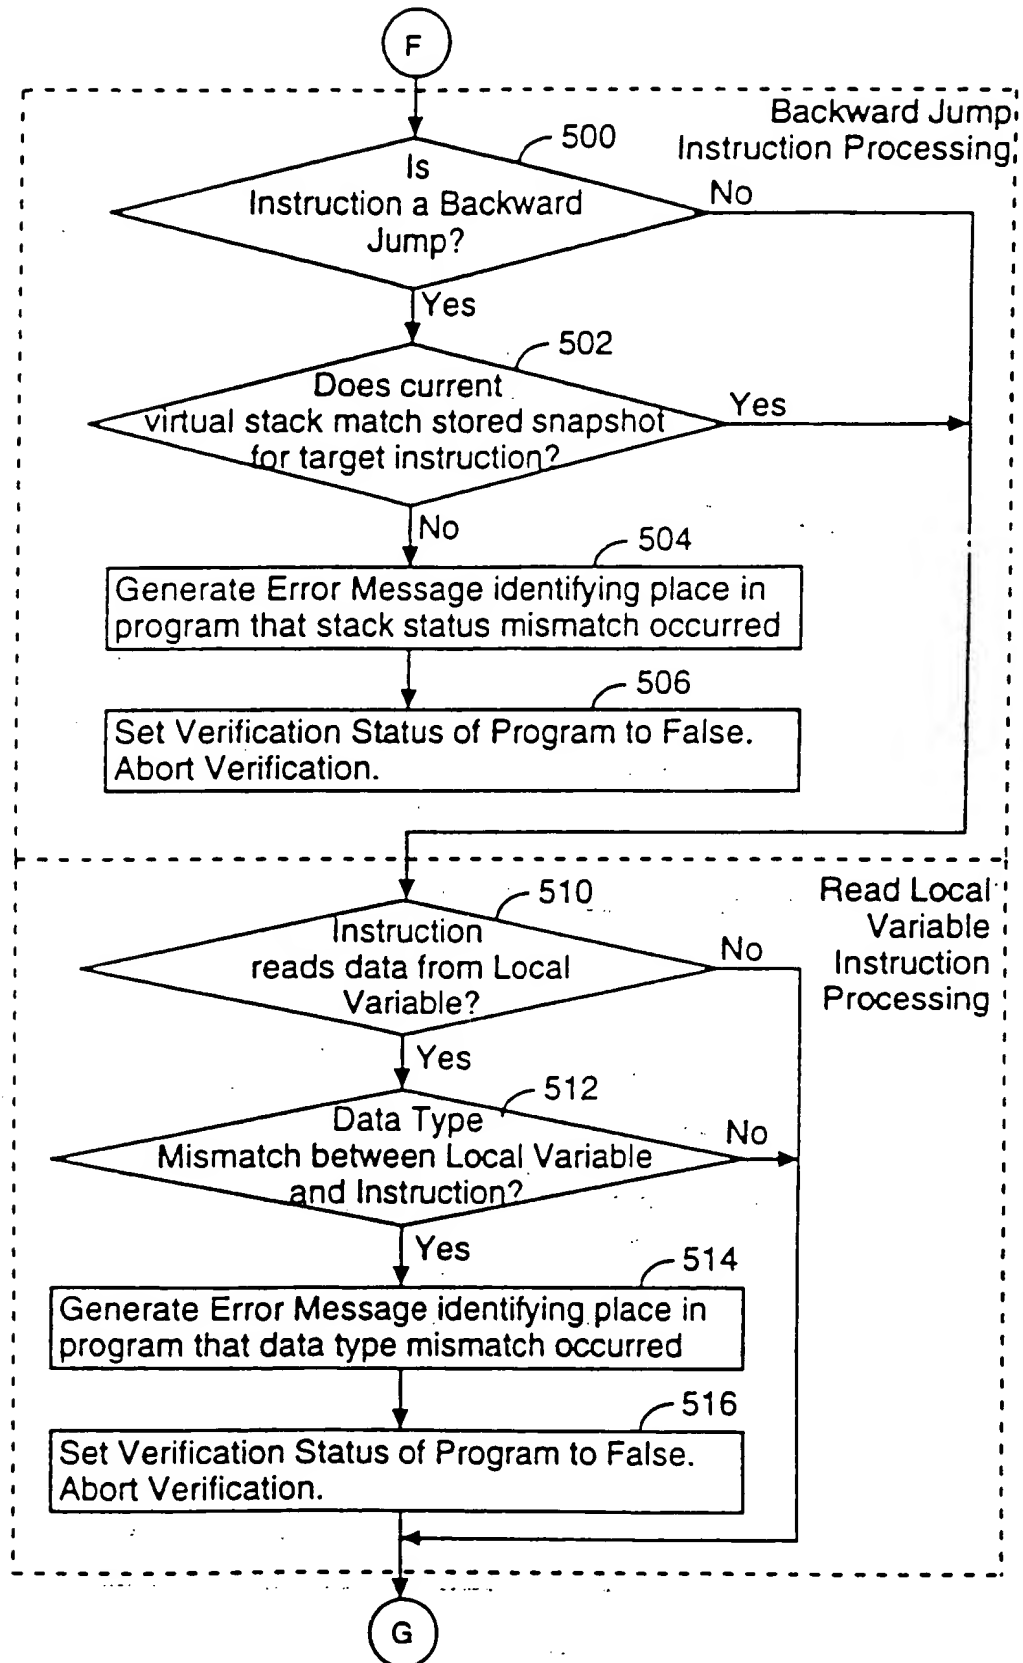 F
Backward Jump
Instruction Processing
500
Is
Instruction a Backward
Jump?
No
Yes
502
Does current
virtual stack match stored snapshot
for target instruction?
Yes
No
504
Generate Error Message identifying place in
program that stack status mismatch occurred
506
Set Verification Status of Program to False.
Abort Verification.
510
Read Local
Variable
Instruction
Processing
Instruction
reads data from Local
Variable?
No
Yes
512
Data Type
Mismatch between Local Variable
and Instruction?
No
Yes
514
Generate Error Message identifying place in
program that data type mismatch occurred
516
Set Verification Status of Program to False.
Abort Verification.
G